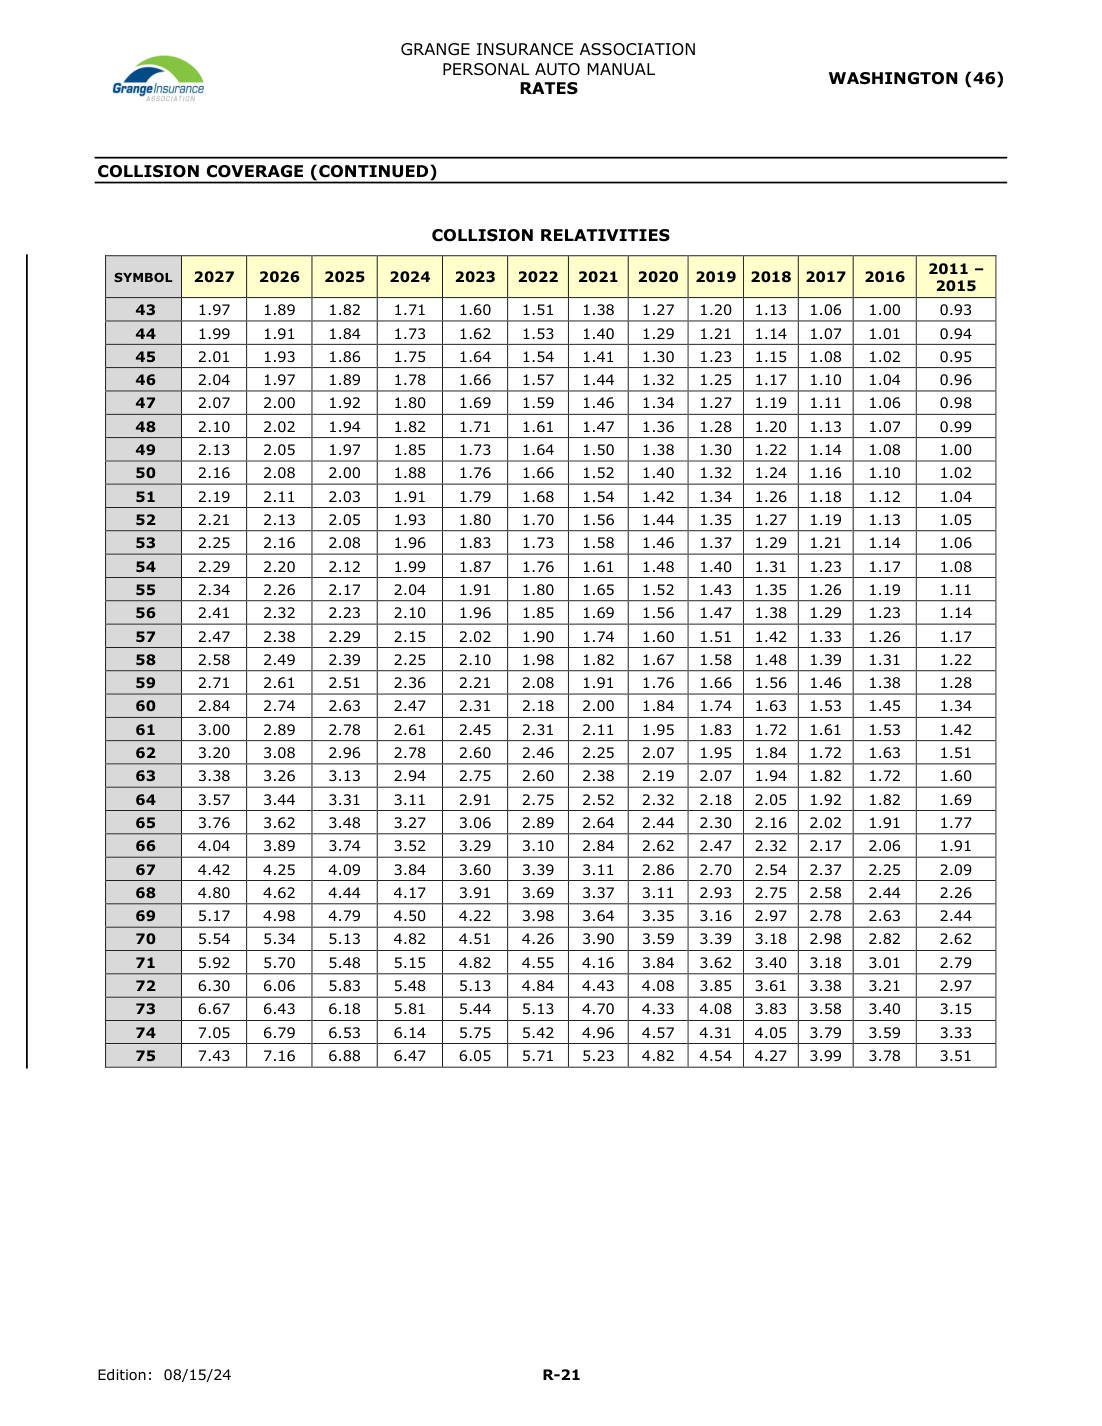 GRANGE INSURANCE ASSOCIATION
PERSONAL AUTO MANUAL
RATES
WASHINGTON (46)
GrangeInsurance
ASSOCIATION
COLLISION COVERAGE (CONTINUED)
COLLISION RELATIVITIES
SYMBOL 2027 2026 2025 2024 2023 2022 2021 2020 2019 2018 2017 2016 2011 – 2015
43 1.97 1.89 1.82 1.71 1.60 1.51 1.38 1.27 1.20 1.13 1.06 1.00 0.93
44 1.99 1.91 1.84 1.73 1.62 1.53 1.40 1.29 1.21 1.14 1.07 1.01 0.94
45 2.01 1.93 1.86 1.75 1.64 1.54 1.41 1.30 1.23 1.15 1.08 1.02 0.95
46 2.04 1.97 1.89 1.78 1.66 1.57 1.44 1.32 1.25 1.17 1.10 1.04 0.96
47 2.07 2.00 1.92 1.80 1.69 1.59 1.46 1.34 1.27 1.19 1.11 1.06 0.98
48 2.10 2.02 1.94 1.82 1.71 1.61 1.47 1.36 1.28 1.20 1.13 1.07 0.99
49 2.13 2.05 1.97 1.85 1.73 1.64 1.50 1.38 1.30 1.22 1.14 1.08 1.00
50 2.16 2.08 2.00 1.88 1.76 1.66 1.52 1.40 1.32 1.24 1.16 1.10 1.02
51 2.19 2.11 2.03 1.91 1.79 1.68 1.54 1.42 1.34 1.26 1.18 1.12 1.04
52 2.21 2.13 2.05 1.93 1.80 1.70 1.56 1.44 1.35 1.27 1.19 1.13 1.05
53 2.25 2.16 2.08 1.96 1.83 1.73 1.58 1.46 1.37 1.29 1.21 1.14 1.06
54 2.29 2.20 2.12 1.99 1.87 1.76 1.61 1.48 1.40 1.31 1.23 1.17 1.08
55 2.34 2.26 2.17 2.04 1.91 1.80 1.65 1.52 1.43 1.35 1.26 1.19 1.11
56 2.41 2.32 2.23 2.10 1.96 1.85 1.69 1.56 1.47 1.38 1.29 1.23 1.14
57 2.47 2.38 2.29 2.15 2.02 1.90 1.74 1.60 1.51 1.42 1.33 1.26 1.17
58 2.58 2.49 2.39 2.25 2.10 1.98 1.82 1.67 1.58 1.48 1.39 1.31 1.22
59 2.71 2.61 2.51 2.36 2.21 2.08 1.91 1.76 1.66 1.56 1.46 1.38 1.28
60 2.84 2.74 2.63 2.47 2.31 2.18 2.00 1.84 1.74 1.63 1.53 1.45 1.34
61 3.00 2.89 2.78 2.61 2.45 2.31 2.11 1.95 1.83 1.72 1.61 1.53 1.42
62 3.20 3.08 2.96 2.78 2.60 2.46 2.25 2.07 1.95 1.84 1.72 1.63 1.51
63 3.38 3.26 3.13 2.94 2.75 2.60 2.38 2.19 2.07 1.94 1.82 1.72 1.60
64 3.57 3.44 3.31 3.11 2.91 2.75 2.52 2.32 2.18 2.05 1.92 1.82 1.69
65 3.76 3.62 3.48 3.27 3.06 2.89 2.64 2.44 2.30 2.16 2.02 1.91 1.77
66 4.04 3.89 3.74 3.52 3.29 3.10 2.84 2.62 2.47 2.32 2.17 2.06 1.91
67 4.42 4.25 4.09 3.84 3.60 3.39 3.11 2.86 2.70 2.54 2.37 2.25 2.09
68 4.80 4.62 4.44 4.17 3.91 3.69 3.37 3.11 2.93 2.75 2.58 2.44 2.26
69 5.17 4.98 4.79 4.50 4.22 3.98 3.64 3.35 3.16 2.97 2.78 2.63 2.44
70 5.54 5.34 5.13 4.82 4.51 4.26 3.90 3.59 3.39 3.18 2.98 2.82 2.62
71 5.92 5.70 5.48 5.15 4.82 4.55 4.16 3.84 3.62 3.40 3.18 3.01 2.79
72 6.30 6.06 5.83 5.48 5.13 4.84 4.43 4.08 3.85 3.61 3.38 3.21 2.97
73 6.67 6.43 6.18 5.81 5.44 5.13 4.70 4.33 4.08 3.83 3.58 3.40 3.15
74 7.05 6.79 6.53 6.14 5.75 5.42 4.96 4.57 4.31 4.05 3.79 3.59 3.33
75 7.43 7.16 6.88 6.47 6.05 5.71 5.23 4.82 4.54 4.27 3.99 3.78 3.51
Edition: 08/15/24
R-21